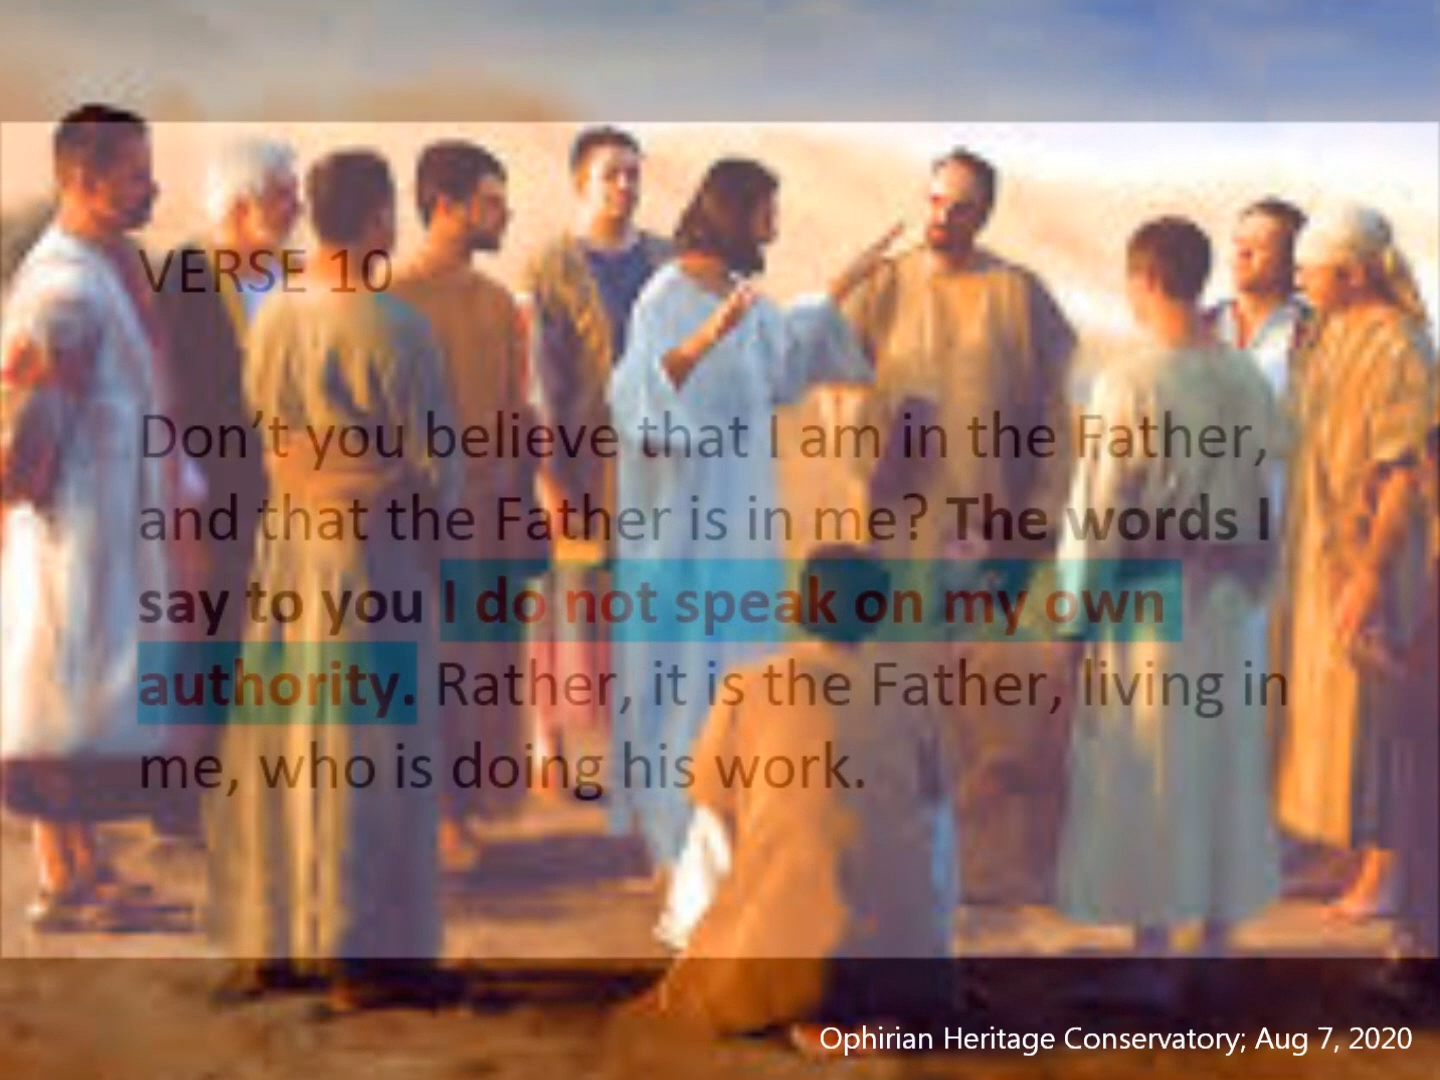 VERSE 10
Don’t you believe that I am in the Father,
and that the Father is in me? The words I
say to you I do not speak on my own
authority. Rather, it is the Father, living in
me, who is doing his work.
Ophirian Heritage Conservatory; Aug 7, 2020